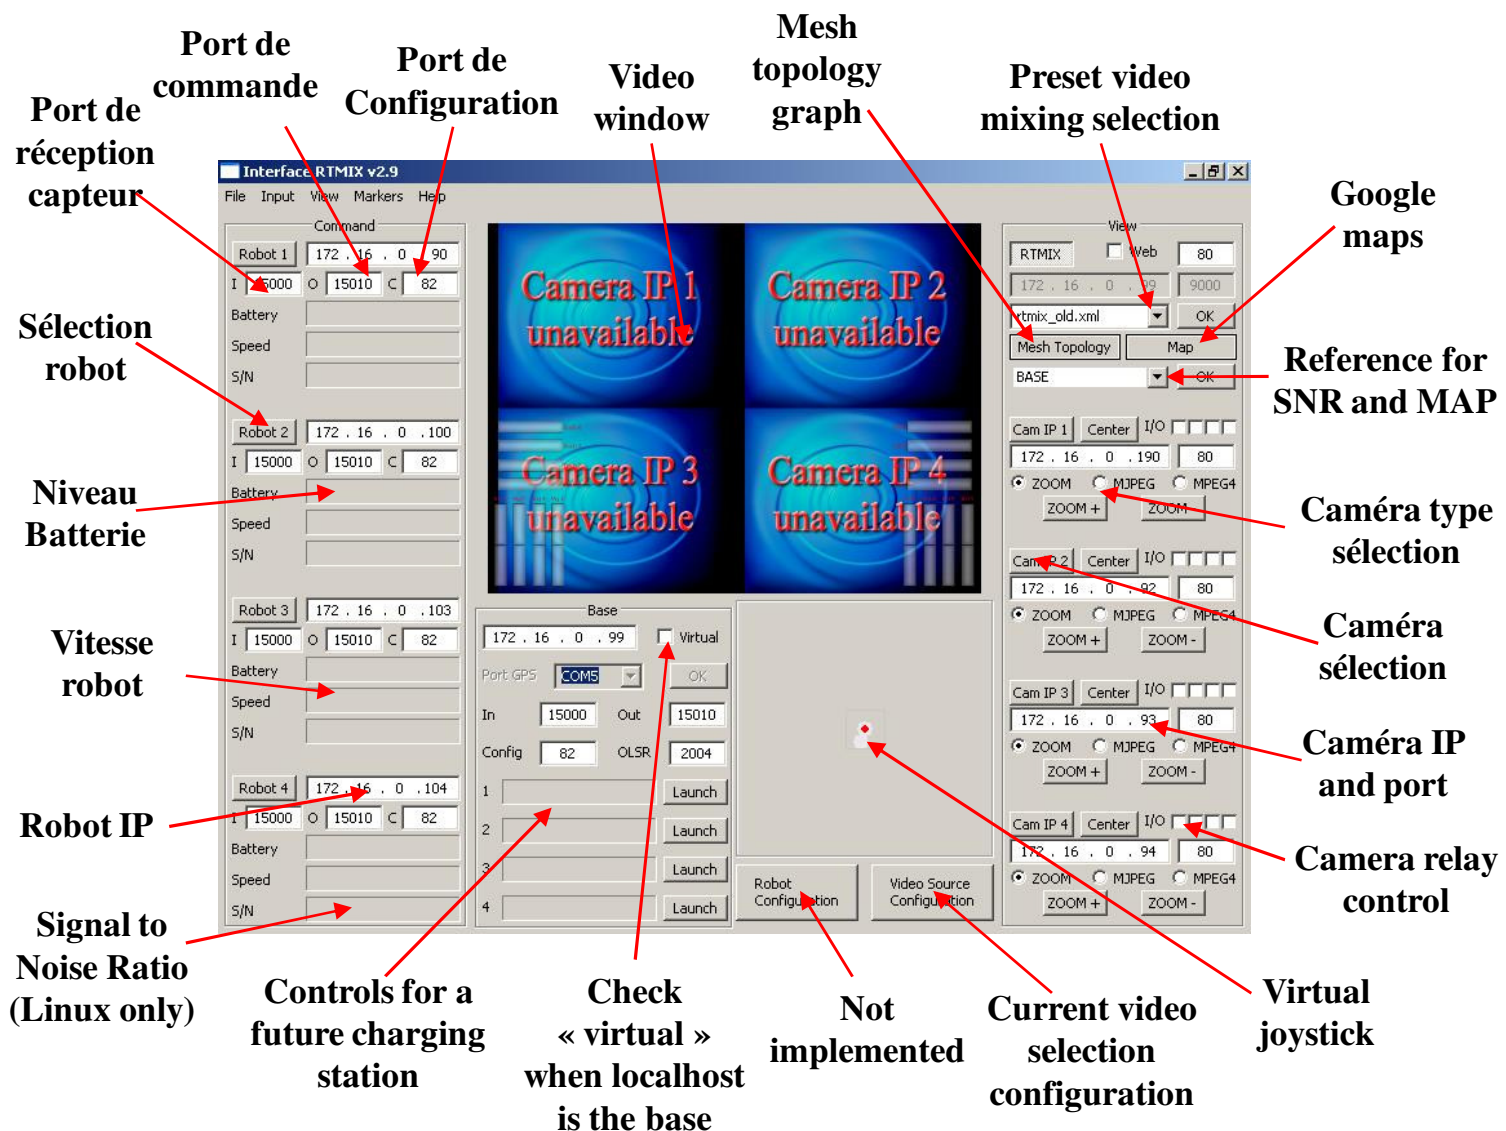 Port de
commande
Port de
Configuration
Video
window
Mesh
topology
graph
Preset video
mixing selection
Port de
réception
capteur
Google
maps
Sélection
robot
Reference for
SNR and MAP
Niveau
Batterie
Caméra type
sélection
Vitesse
robot
Caméra
sélection
Caméra IP
and port
Robot IP
Camera relay
control
Signal to
Noise Ratio
(Linux only)
Controls for a
future charging
station
Check
« virtual »
when localhost
is the base
Not
implemented
Current video
selection
configuration
Virtual
joystick
Interface RTMIX v2.9
File Input View Markers Help
Command
Robot 1 172 . 16 . 0 . 90
I 15000 O 15010 C 82
Battery
Speed
S/N
Robot 2 172 . 16 . 0 .100
I 15000 O 15010 C 82
Battery
Speed
S/N
Robot 3 172 . 16 . 0 .103
I 15000 O 15010 C 82
Battery
Speed
S/N
Robot 4 172 . 16 . 0 .104
I 15000 O 15010 C 82
Battery
Speed
S/N
Camera IP 1
unavailable
Camera IP 2
unavailable
Camera IP 3
unavailable
Camera IP 4
unavailable
Base
172 . 16 . 0 . 99 Virtual
Port GPS COM5 OK
In 15000 Out 15010
Config 82 OLSR 2004
1 Launch
2 Launch
3 Launch
4 Launch
Robot
Configuration
Video Source
Configuration
View
RTMIX Web 80
172 . 16 . 0 . 99 9000
rtmix_old.xml OK
Mesh Topology Map
BASE OK
Cam IP 1 Center I/O
172 . 16 . 0 .190 80
ZOOM MJPEG MPEG4
ZOOM + ZOOM -
Cam IP 2 Center I/O
172 . 16 . 0 . 92 80
ZOOM MJPEG MPEG4
ZOOM + ZOOM -
Cam IP 3 Center I/O
172 . 16 . 0 . 93 80
ZOOM MJPEG MPEG4
ZOOM + ZOOM -
Cam IP 4 Center I/O
172 . 16 . 0 . 94 80
ZOOM MJPEG MPEG4
ZOOM + ZOOM -